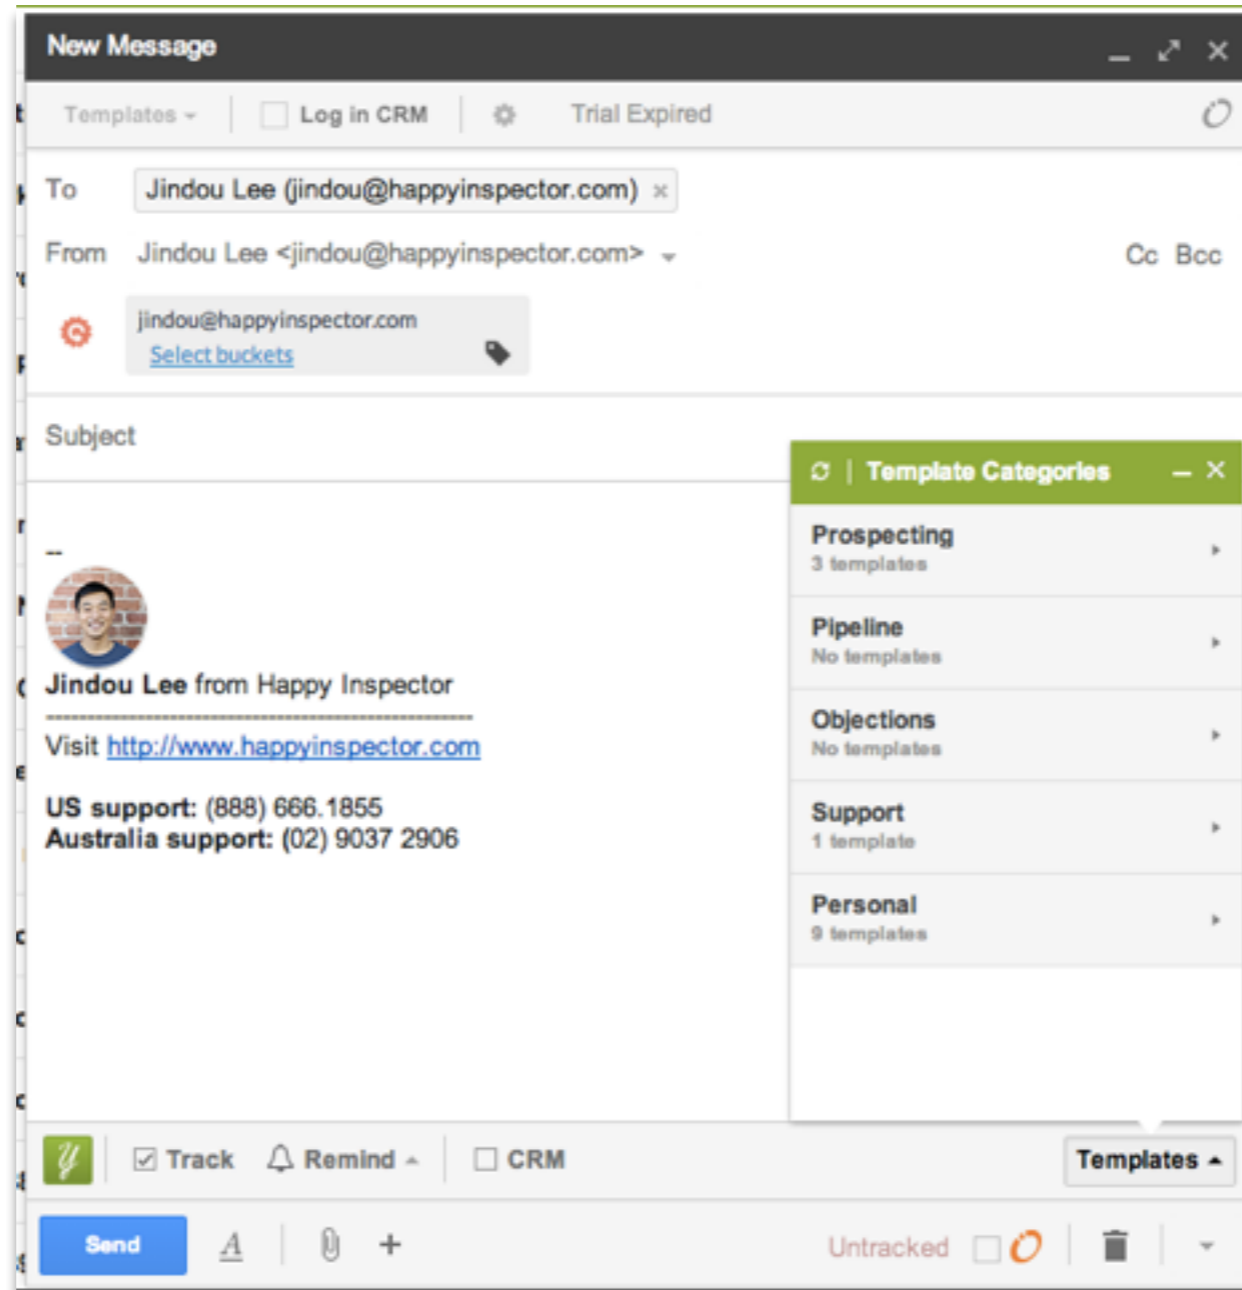 New Message
Templates Log in CRM Trial Expired
To Jindou Lee (jindou@happyinspector.com) ×
From Jindou Lee <jindou@happyinspector.com> Cc Bcc
jindou@happyinspector.com
Select buckets
Subject
Template Categories
Prospecting
3 templates
Pipeline
No templates
Objections
No templates
Support
1 template
Personal
9 templates
--
Jindou Lee from Happy Inspector
-----------------------------------------------------
Visit http://www.happyinspector.com
US support: (888) 666.1855
Australia support: (02) 9037 2906
Y Track Remind CRM Templates
Send A Untracked